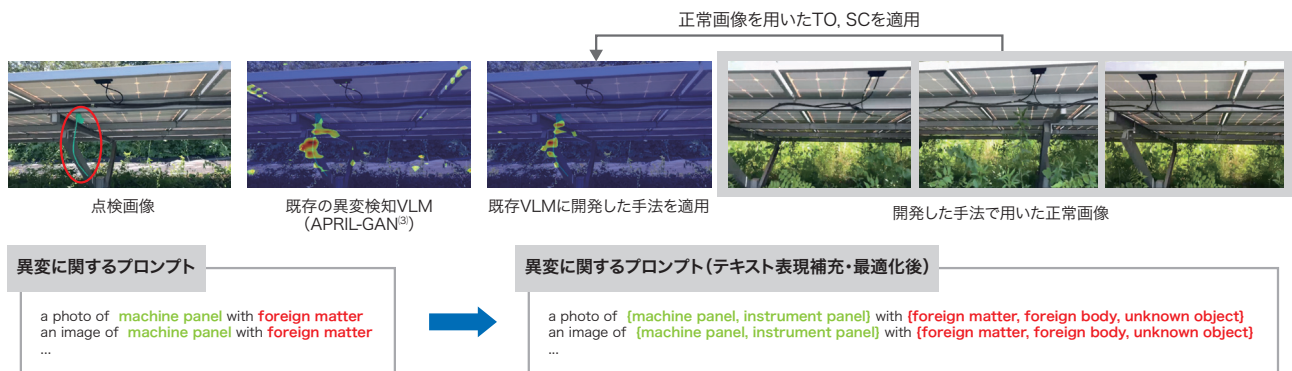 正常画像を用いたTO, SCを適用
点検画像
既存の異変検知VLM
（APRIL-GAN⁽³⁾）
既存VLMに開発した手法を適用
開発した手法で用いた正常画像
異変に関するプロンプト
a photo of machine panel with foreign matter
an image of machine panel with foreign matter
...
異変に関するプロンプト（テキスト表現補充・最適化後）
a photo of {machine panel, instrument panel} with {foreign matter, foreign body, unknown object}
an image of {machine panel, instrument panel} with {foreign matter, foreign body, unknown object}
...